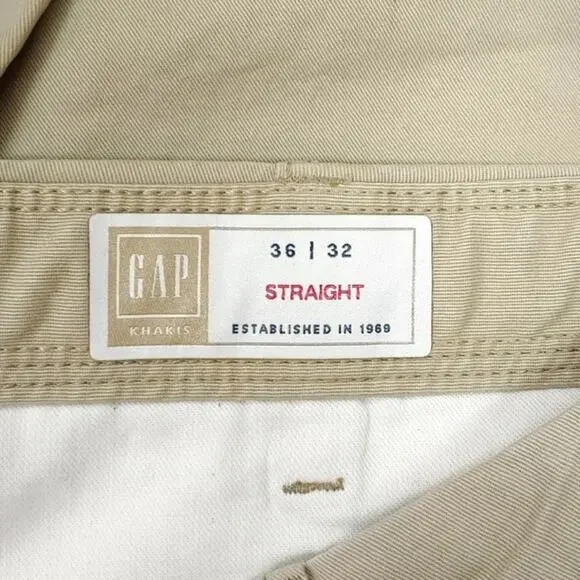 GAP
KHAKIS
36 | 32
STRAIGHT
ESTABLISHED IN 1969